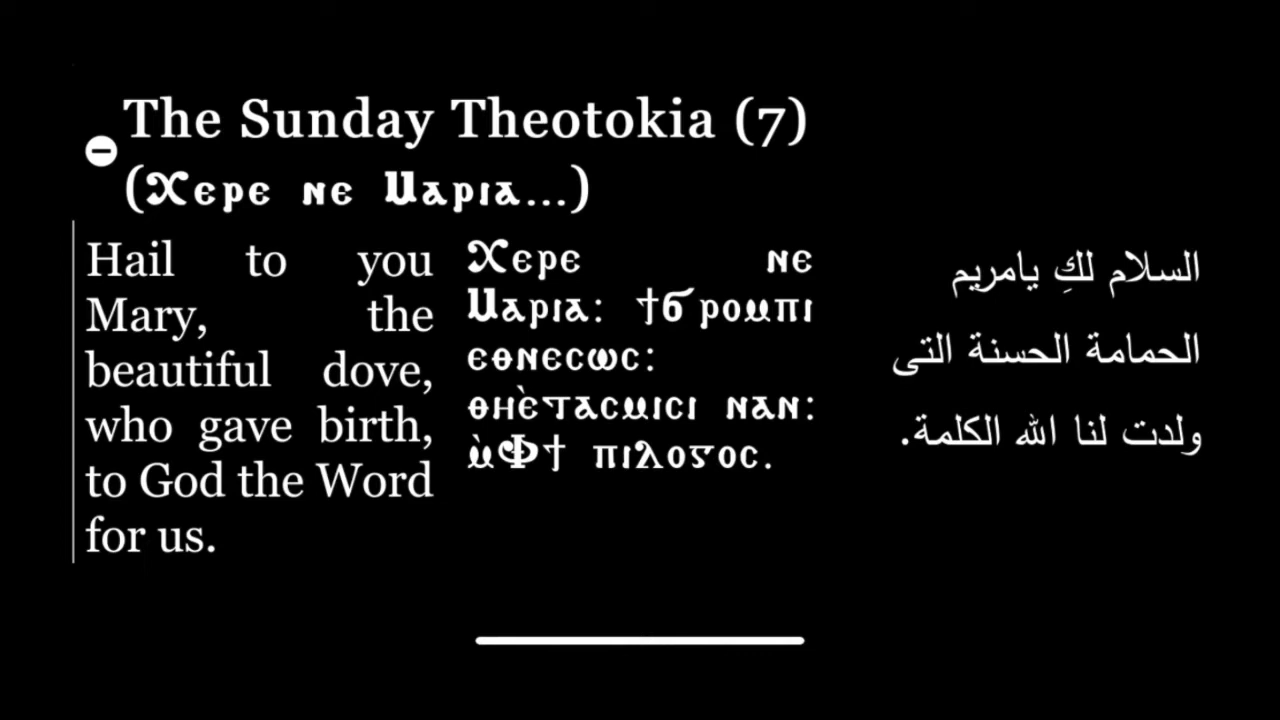 The Sunday Theotokia (7)
(Ⲭⲉⲣⲉ ⲛⲉ Ⲙⲁⲣⲓⲁ...)
Hail to you
Mary, the
beautiful dove,
who gave birth,
to God the Word
for us.
Ⲭⲉⲣⲉ ⲛⲉ
Ⲙⲁⲣⲓⲁ: ϯϭⲣⲟⲙⲡⲓ
ⲉⲑⲛⲉⲥⲱⲥ:
ⲑⲏⲉ̀ⲧⲁⲥⲙⲓⲥⲓ ⲛⲁⲛ:
ⲙ̀Ⲫϯ ⲡⲓⲗⲟⲅⲟⲥ.
السلام لكِ يامريم
الحمامة الحسنة التى
ولدت لنا الله الكلمة.